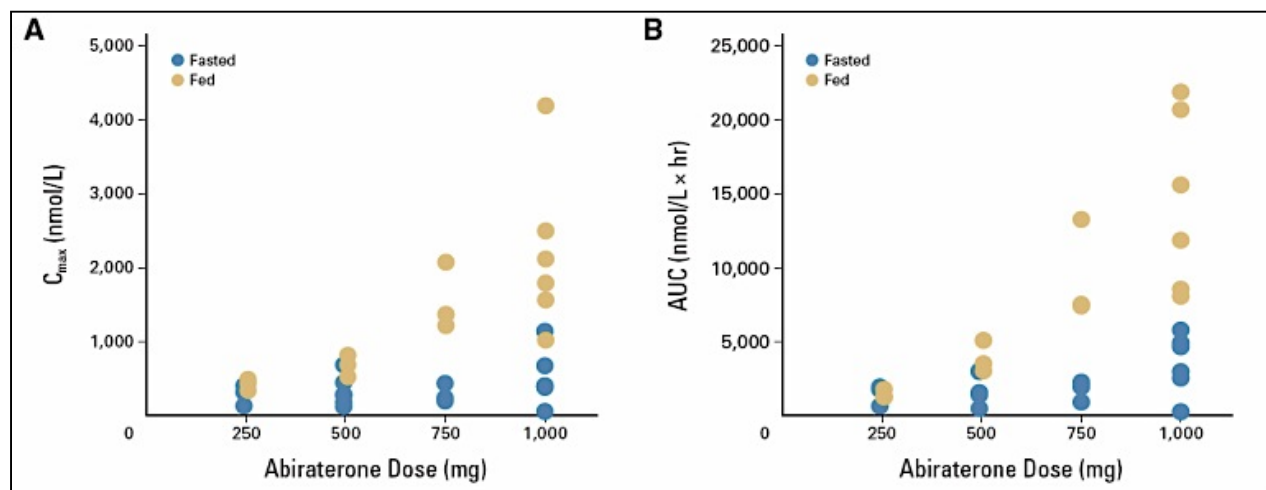 A
5,000
4,000
3,000
2,000
1,000
0
Cmax (nmol/L)
Fasted
Fed
250 500 750 1,000
Abiraterone Dose (mg)
B
25,000
20,000
15,000
10,000
5,000
0
AUC (nmol/L × hr)
Fasted
Fed
250 500 750 1,000
Abiraterone Dose (mg)